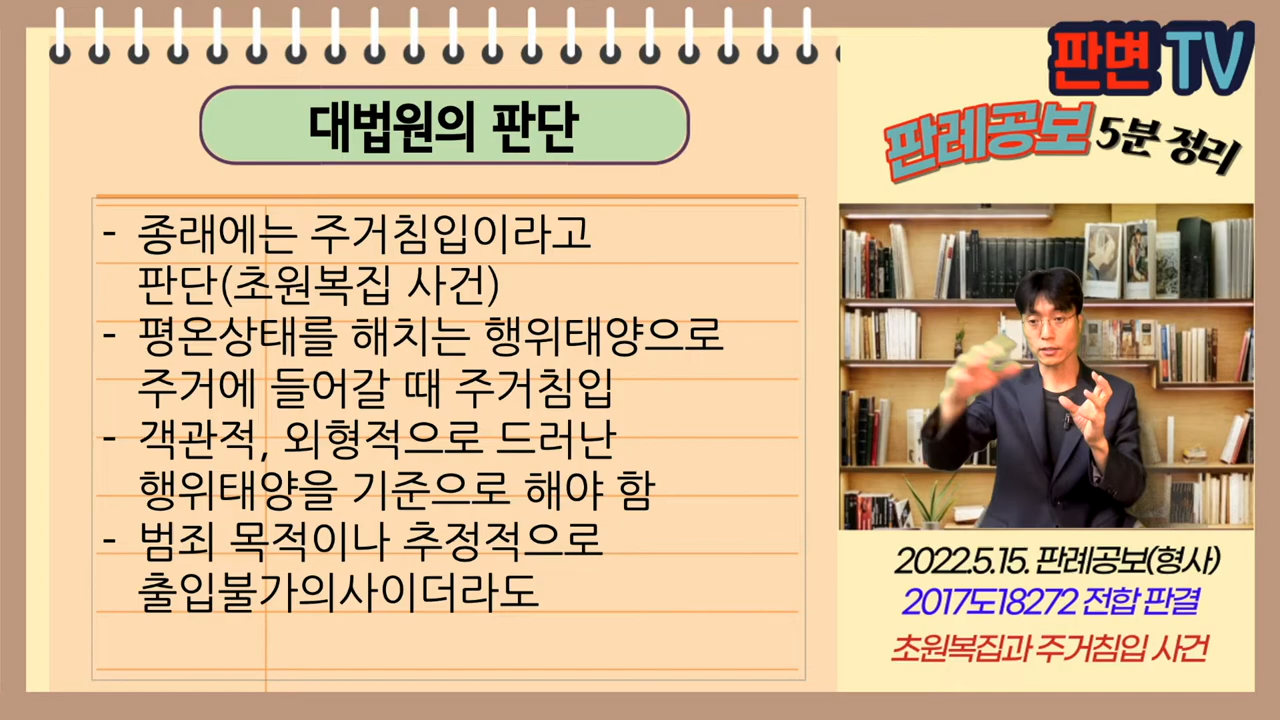 대법원의 판단
- 종래에는 주거침입이라고
판단(초원복집 사건)
- 평온상태를 해치는 행위태양으로
주거에 들어갈 때 주거침입
- 객관적, 외형적으로 드러난
행위태양을 기준으로 해야 함
- 범죄 목적이나 추정적으로
출입불가의사이더라도
판변TV
판례공보 5분 정리
2022.5.15. 판례공보(형사)
2017도18272 전합 판결
초원복집과 주거침입 사건